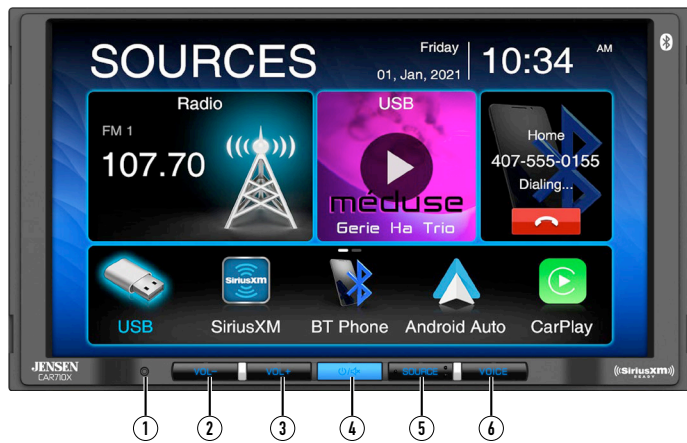 SOURCES
Friday
01, Jan, 2021
10:34
AM
Radio
FM 1
107.70
USB
méduse
Gerie Ha Trio
Home
407-555-0155
Dialing...
SiriusXM
USB
SiriusXM
BT Phone
Android Auto
CarPlay
JENSEN
CAR710X
VOL-
VOL+
SOURCE
VOICE
((SiriusXM))
READY
1
2
3
4
5
6